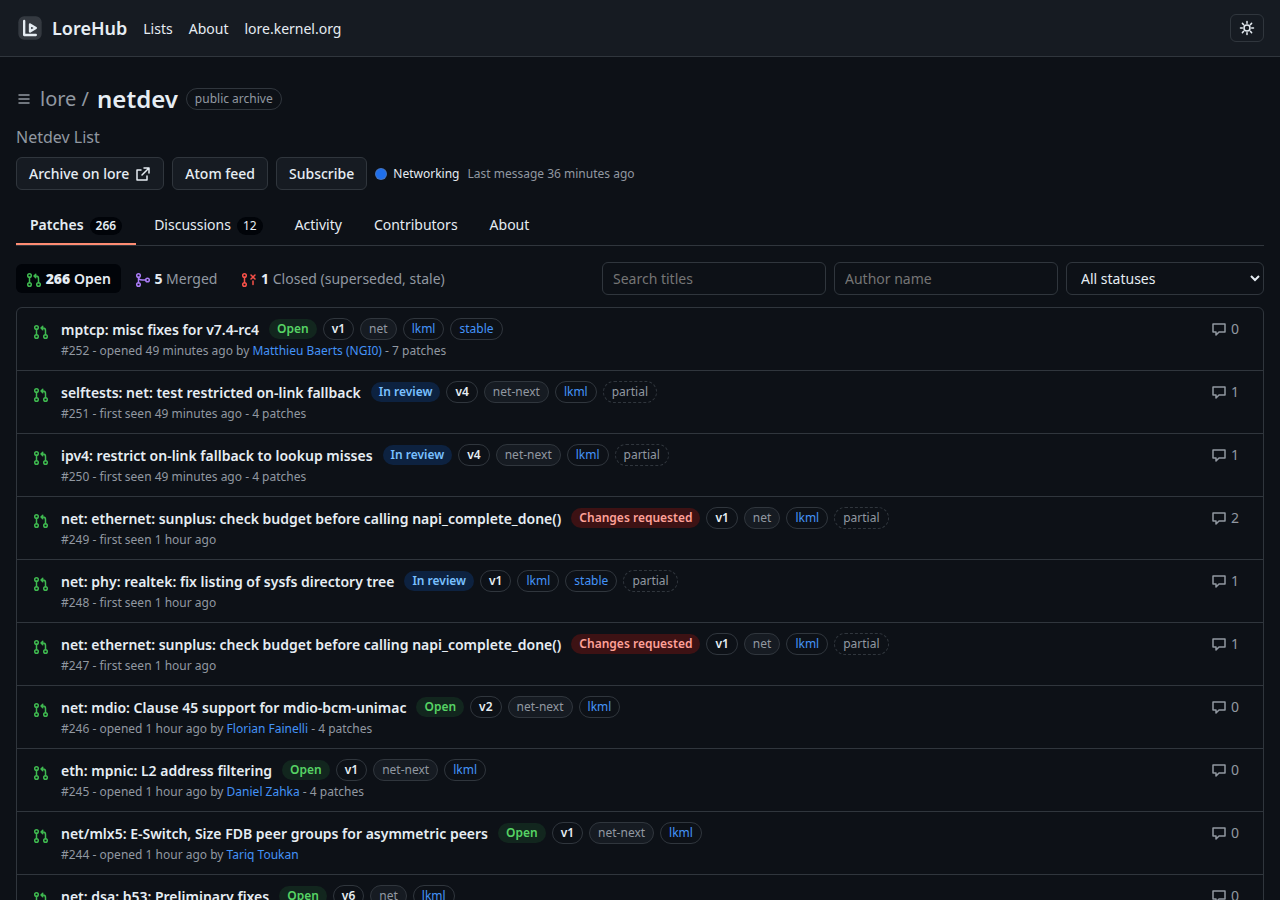 LoreHub Lists About lore.kernel.org
lore / netdev public archive
Netdev List
Archive on lore Atom feed Subscribe Networking Last message 36 minutes ago
Patches 266 Discussions 12 Activity Contributors About
266 Open 5 Merged 1 Closed (superseded, stale) Search titles Author name All statuses
mptcp: misc fixes for v7.4-rc4 Open v1 net lkml stable 0
#252 - opened 49 minutes ago by Matthieu Baerts (NGI0) - 7 patches
selftests: net: test restricted on-link fallback In review v4 net-next lkml partial 1
#251 - first seen 49 minutes ago - 4 patches
ipv4: restrict on-link fallback to lookup misses In review v4 net-next lkml partial 1
#250 - first seen 49 minutes ago - 4 patches
net: ethernet: sunplus: check budget before calling napi_complete_done() Changes requested v1 net lkml partial 2
#249 - first seen 1 hour ago
net: phy: realtek: fix listing of sysfs directory tree In review v1 lkml stable partial 1
#248 - first seen 1 hour ago
net: ethernet: sunplus: check budget before calling napi_complete_done() Changes requested v1 net lkml partial 1
#247 - first seen 1 hour ago
net: mdio: Clause 45 support for mdio-bcm-unimac Open v2 net-next lkml 0
#246 - opened 1 hour ago by Florian Fainelli - 4 patches
eth: mpnic: L2 address filtering Open v1 net-next lkml 0
#245 - opened 1 hour ago by Daniel Zahka - 4 patches
net/mlx5: E-Switch, Size FDB peer groups for asymmetric peers Open v1 net-next lkml 0
#244 - opened 1 hour ago by Tariq Toukan
net: dsa: b53: Preliminary fixes Open v6 net lkml 0